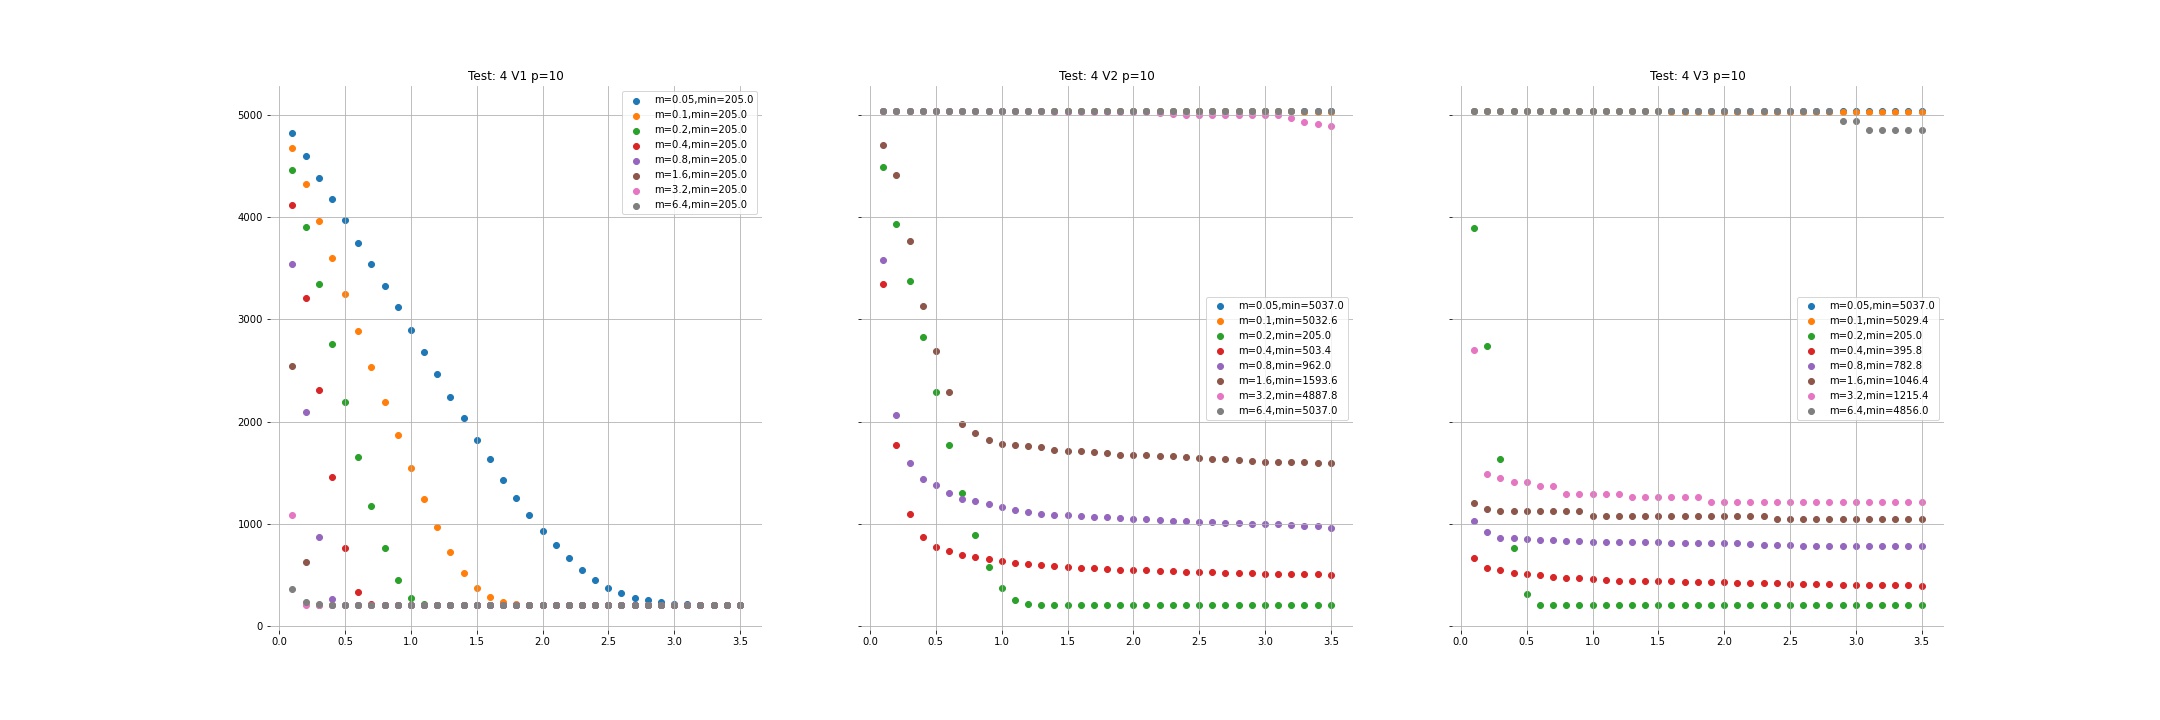 Test: 4 V1 p=10
5000
4000
3000
2000
1000
0
0.0 0.5 1.0 1.5 2.0 2.5 3.0 3.5
m=0.05,min=205.0
m=0.1,min=205.0
m=0.2,min=205.0
m=0.4,min=205.0
m=0.8,min=205.0
m=1.6,min=205.0
m=3.2,min=205.0
m=6.4,min=205.0
Test: 4 V2 p=10
0.0 0.5 1.0 1.5 2.0 2.5 3.0 3.5
m=0.05,min=5037.0
m=0.1,min=5032.6
m=0.2,min=205.0
m=0.4,min=503.4
m=0.8,min=962.0
m=1.6,min=1593.6
m=3.2,min=4887.8
m=6.4,min=5037.0
Test: 4 V3 p=10
0.0 0.5 1.0 1.5 2.0 2.5 3.0 3.5
m=0.05,min=5037.0
m=0.1,min=5029.4
m=0.2,min=205.0
m=0.4,min=395.8
m=0.8,min=782.8
m=1.6,min=1046.4
m=3.2,min=1215.4
m=6.4,min=4856.0